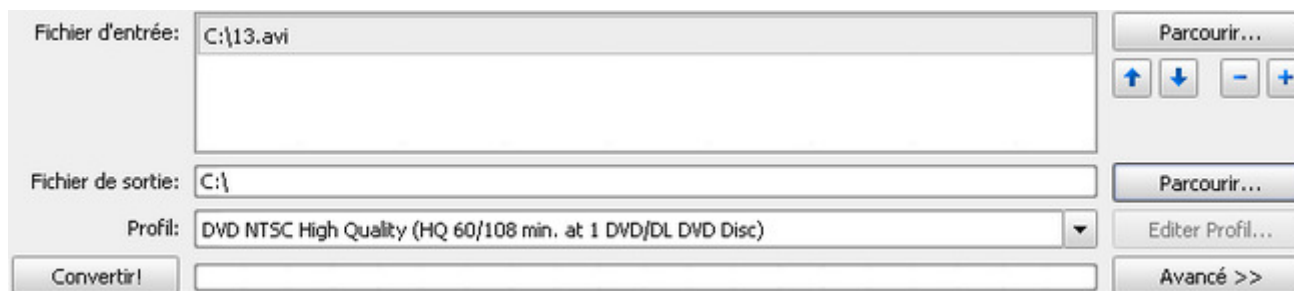 Fichier d'entrée: C:\13.avi Parcourir...
Fichier de sortie: C:\ Parcourir...
Profil: DVD NTSC High Quality (HQ 60/108 min. at 1 DVD/DL DVD Disc) Editer Profil...
Convertir! Avancé >>